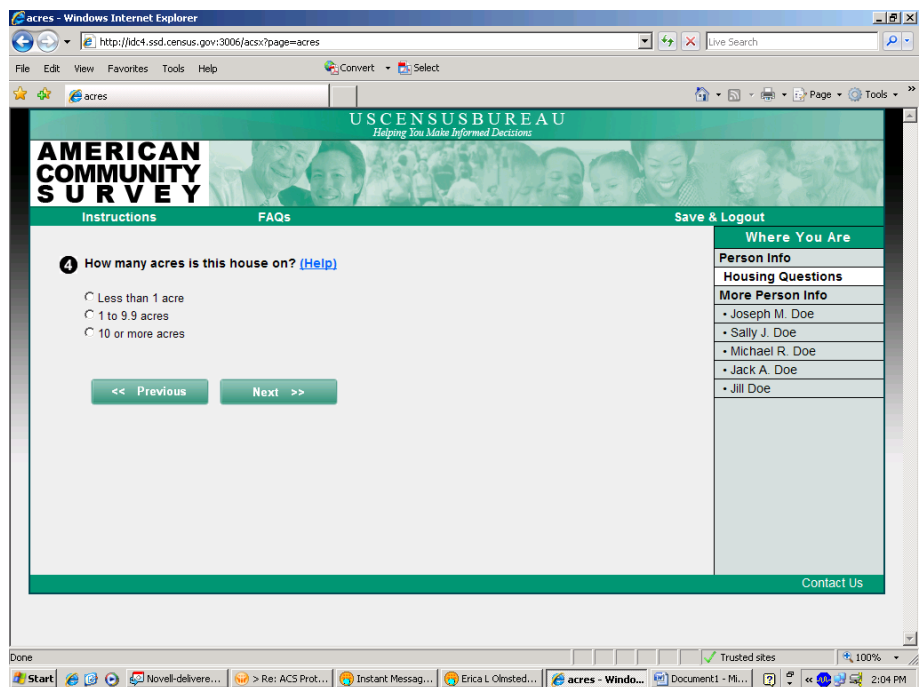 acres - Windows Internet Explorer
http://idc4.ssd.census.gov:3006/acsx?page=acres
Live Search
File Edit View Favorites Tools Help
Convert
Select
acres
Page
Tools
»
USCENSUSBUREAU
Helping You Make Informed Decisions
AMERICAN
COMMUNITY
SURVEY
Instructions
FAQs
Save & Logout
Where You Are
Person Info
Housing Questions
More Person Info
• Joseph M. Doe
• Sally J. Doe
• Michael R. Doe
• Jack A. Doe
• Jill Doe
4 How many acres is this house on? (Help)
Less than 1 acre
1 to 9.9 acres
10 or more acres
<< Previous
Next >>
Contact Us
Done
Trusted sites
100%
Start
Novell-delivere...
> Re: ACS Prot...
Instant Messag...
Erica L Olmsted...
acres - Windo...
Document1 - Mi...
«
2:04 PM